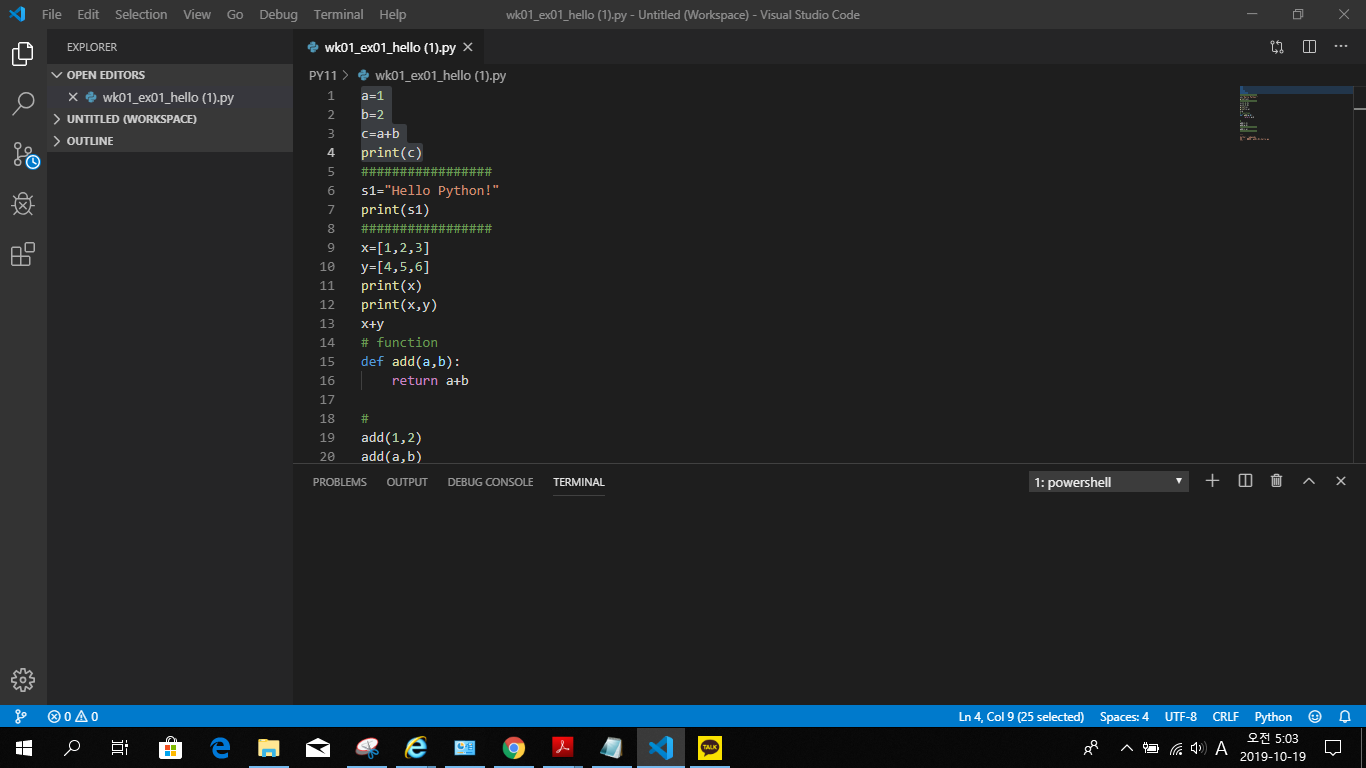 File Edit Selection View Go Debug Terminal Help
wk01_ex01_hello (1).py - Untitled (Workspace) - Visual Studio Code
EXPLORER
OPEN EDITORS
wk01_ex01_hello (1).py
UNTITLED (WORKSPACE)
OUTLINE
wk01_ex01_hello (1).py
PY11 > wk01_ex01_hello (1).py
1 a=1
2 b=2
3 c=a+b
4 print(c)
5 #################
6 s1="Hello Python!"
7 print(s1)
8 #################
9 x=[1,2,3]
10 y=[4,5,6]
11 print(x)
12 print(x,y)
13 x+y
14 # function
15 def add(a,b):
16 return a+b
17
18 #
19 add(1,2)
20 add(a,b)
PROBLEMS OUTPUT DEBUG CONSOLE TERMINAL
1: powershell
0 0
Ln 4, Col 9 (25 selected) Spaces: 4 UTF-8 CRLF Python
TALK
A
오전 5:03
2019-10-19